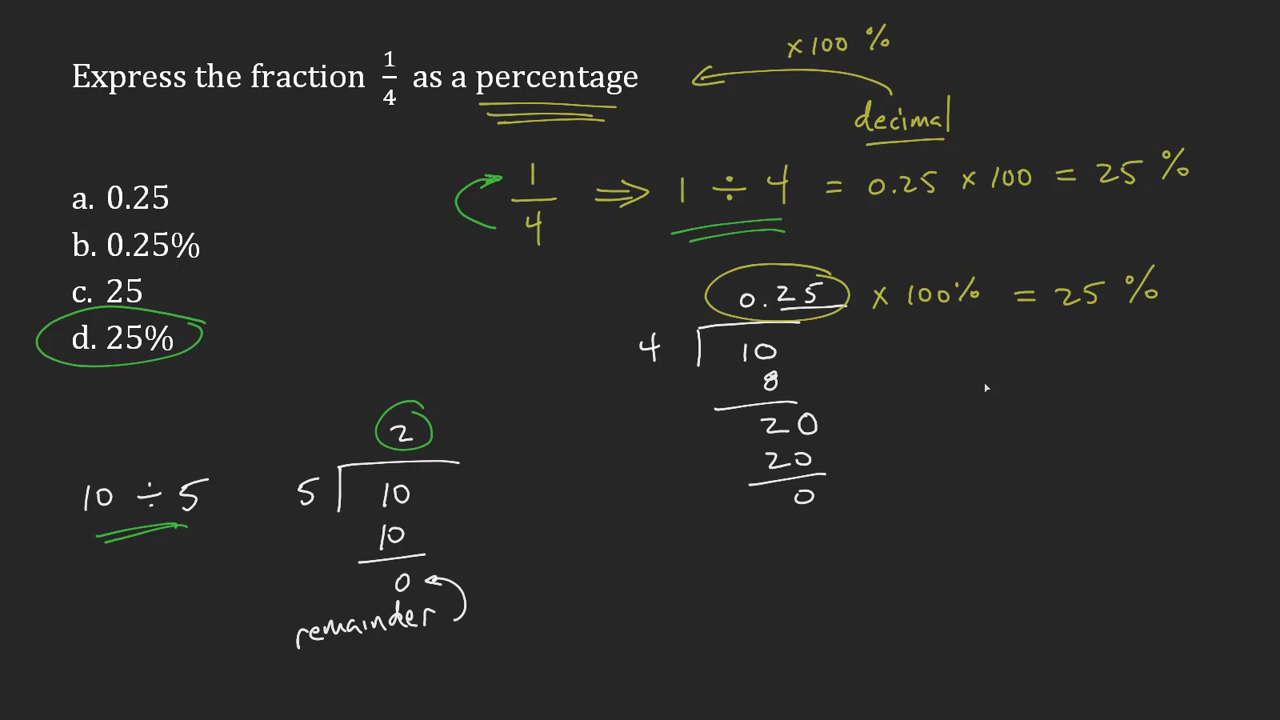 Express the fraction 1/4 as a percentage
×100 %
decimal
1/4 ⇒ 1 ÷ 4 = 0.25 × 100 = 25 %
a. 0.25
b. 0.25%
c. 25
d. 25%
0.25 × 100% = 25 %
4 10
8
20
20
0
10 ÷ 5
2
5 10
10
0
remainder